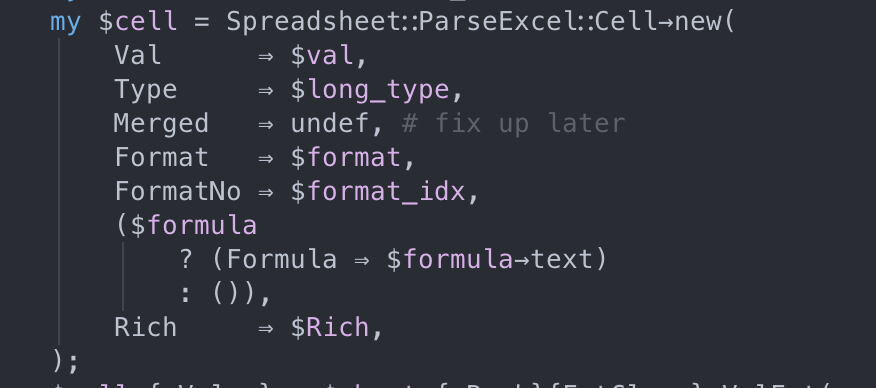 my $cell = Spreadsheet::ParseExcel::Cell→new(
    Val      ⇒ $val,
    Type     ⇒ $long_type,
    Merged   ⇒ undef, # fix up later
    Format   ⇒ $format,
    FormatNo ⇒ $format_idx,
    ($formula
        ? (Formula ⇒ $formula→text)
        : ()),
    Rich     ⇒ $Rich,
);